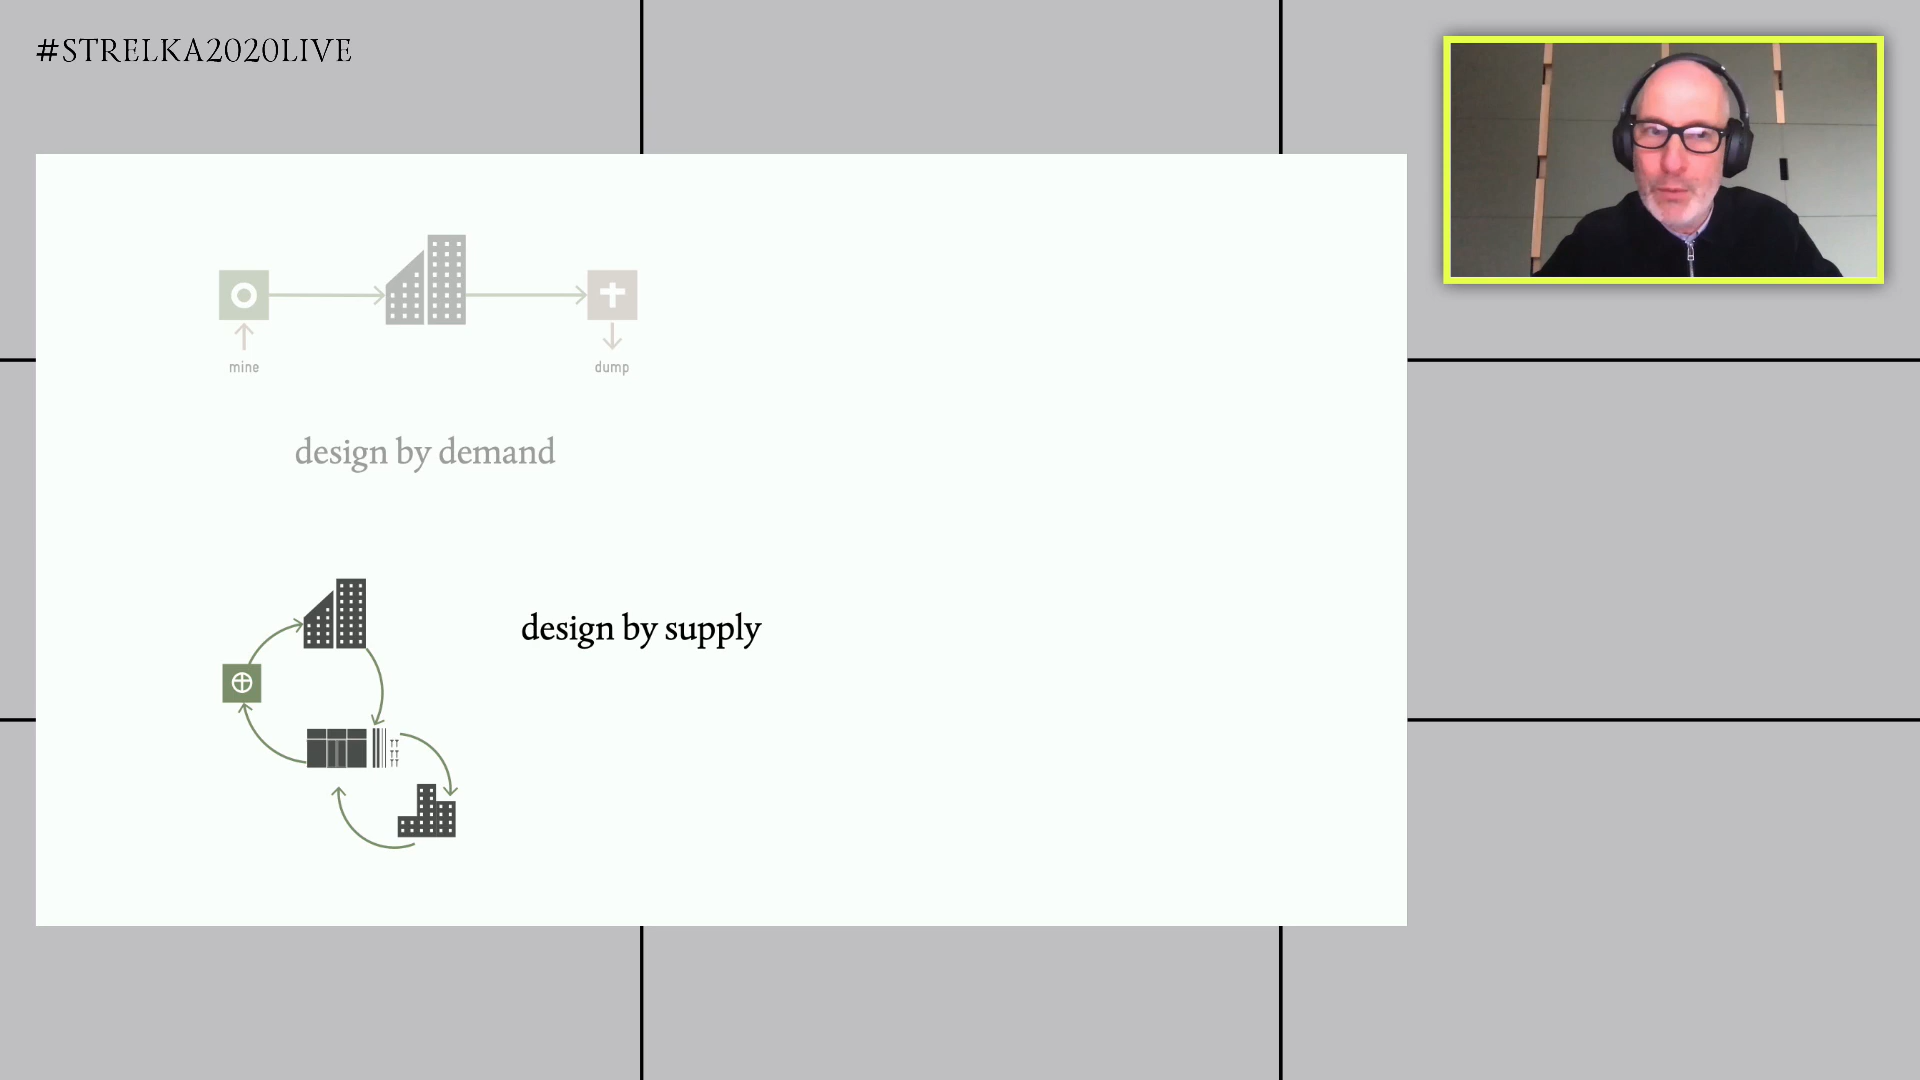 #STRELKA2020LIVE
mine
dump
design by demand
design by supply